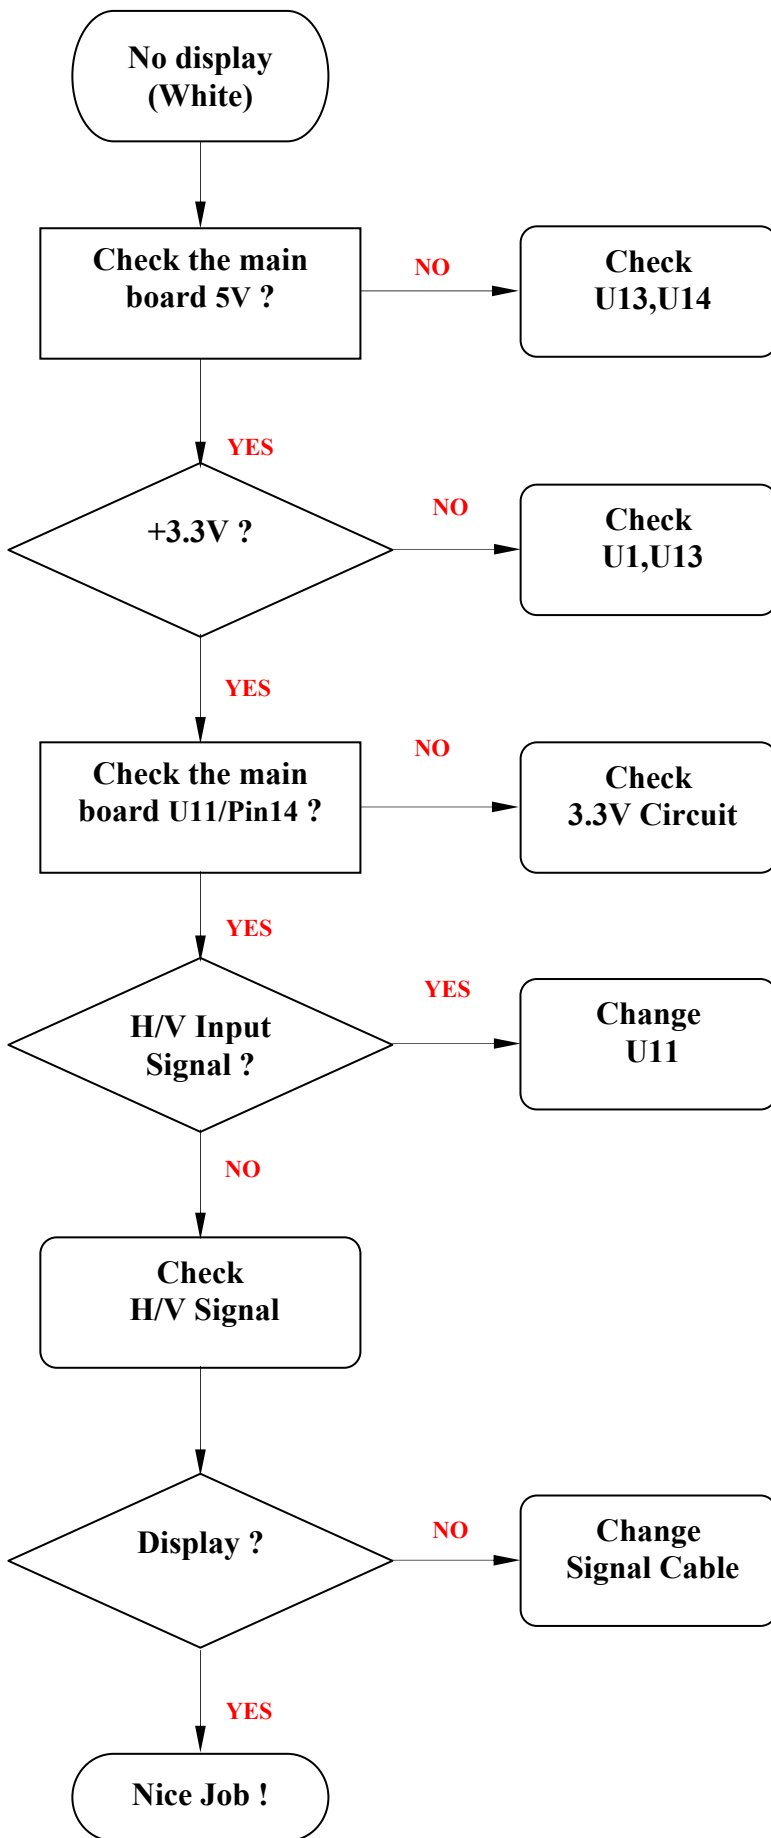 No display
(White)
Check the main
board 5V ?
NO
Check
U13,U14
YES
+3.3V ?
NO
Check
U1,U13
YES
Check the main
board U11/Pin14 ?
NO
Check
3.3V Circuit
YES
H/V Input
Signal ?
YES
Change
U11
NO
Check
H/V Signal
Display ?
NO
Change
Signal Cable
YES
Nice Job !